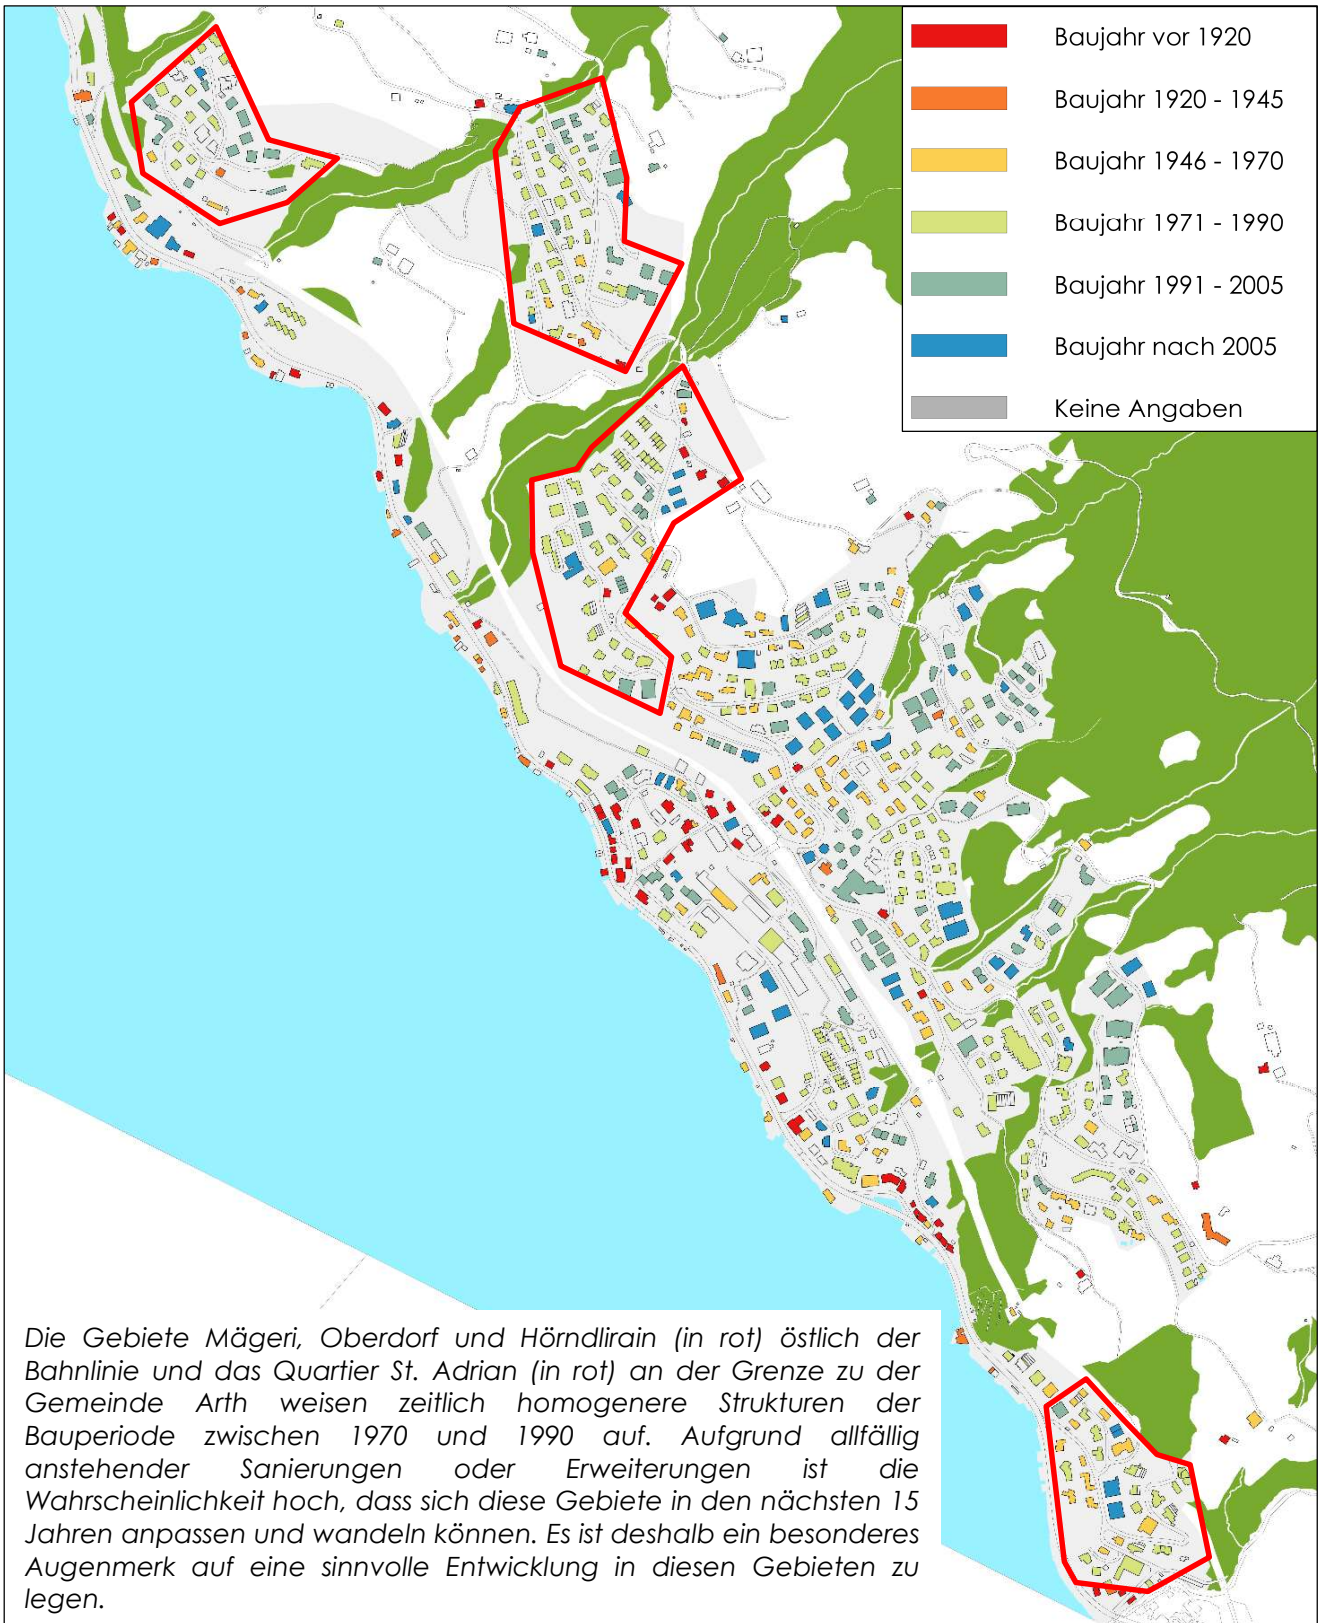 Baujahr vor 1920
Baujahr 1920 - 1945
Baujahr 1946 - 1970
Baujahr 1971 - 1990
Baujahr 1991 - 2005
Baujahr nach 2005
Keine Angaben
Die Gebiete Mägeri, Oberdorf und Hörndlirain (in rot) östlich der
Bahnlinie und das Quartier St. Adrian (in rot) an der Grenze zu der
Gemeinde Arth weisen zeitlich homogenere Strukturen der
Bauperiode zwischen 1970 und 1990 auf. Aufgrund allfällig
anstehender Sanierungen oder Erweiterungen ist die
Wahrscheinlichkeit hoch, dass sich diese Gebiete in den nächsten 15
Jahren anpassen und wandeln können. Es ist deshalb ein besonderes
Augenmerk auf eine sinnvolle Entwicklung in diesen Gebieten zu
legen.